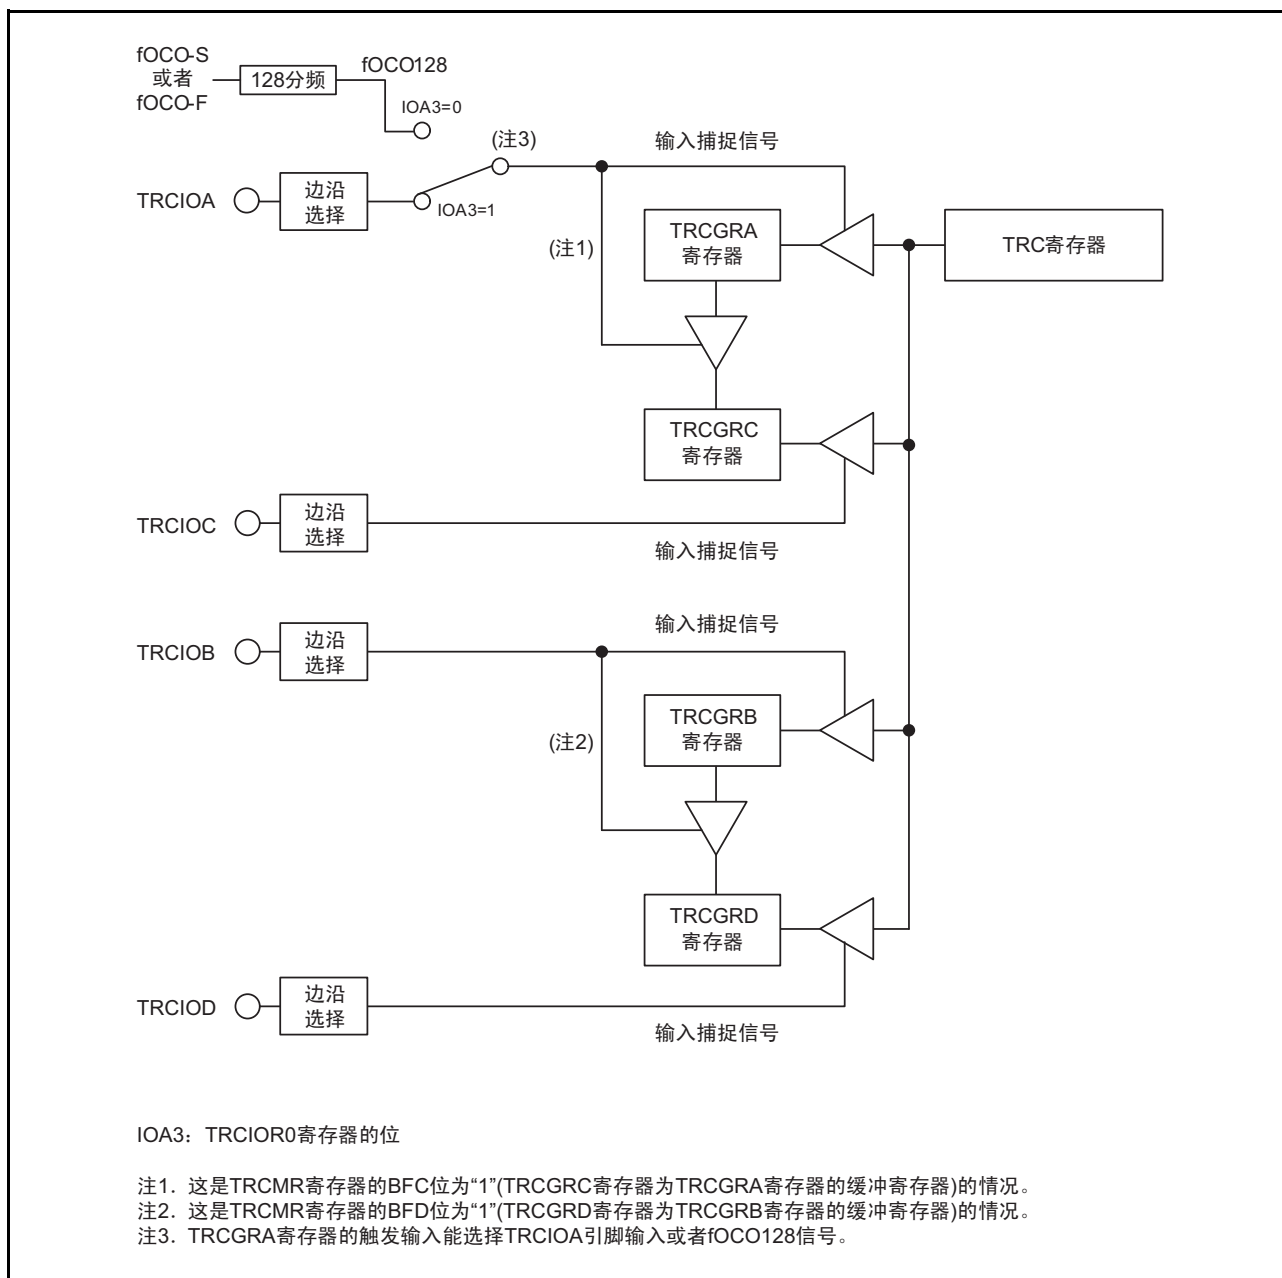 fOCO-S
或者
fOCO-F
128分频
fOCO128
IOA3=0
(注3)
输入捕捉信号
TRCIOA
边沿
选择
IOA3=1
(注1)
TRCGRA
寄存器
TRC寄存器
TRCGRC
寄存器
TRCIOC
边沿
选择
输入捕捉信号
输入捕捉信号
TRCIOB
边沿
选择
(注2)
TRCGRB
寄存器
TRCGRD
寄存器
TRCIOD
边沿
选择
输入捕捉信号
IOA3：TRCIOR0寄存器的位
注1．这是TRCMR寄存器的BFC位为“1”(TRCGRC寄存器为TRCGRA寄存器的缓冲寄存器)的情况。
注2．这是TRCMR寄存器的BFD位为“1”(TRCGRD寄存器为TRCGRB寄存器的缓冲寄存器)的情况。
注3．TRCGRA寄存器的触发输入能选择TRCIOA引脚输入或者fOCO128信号。